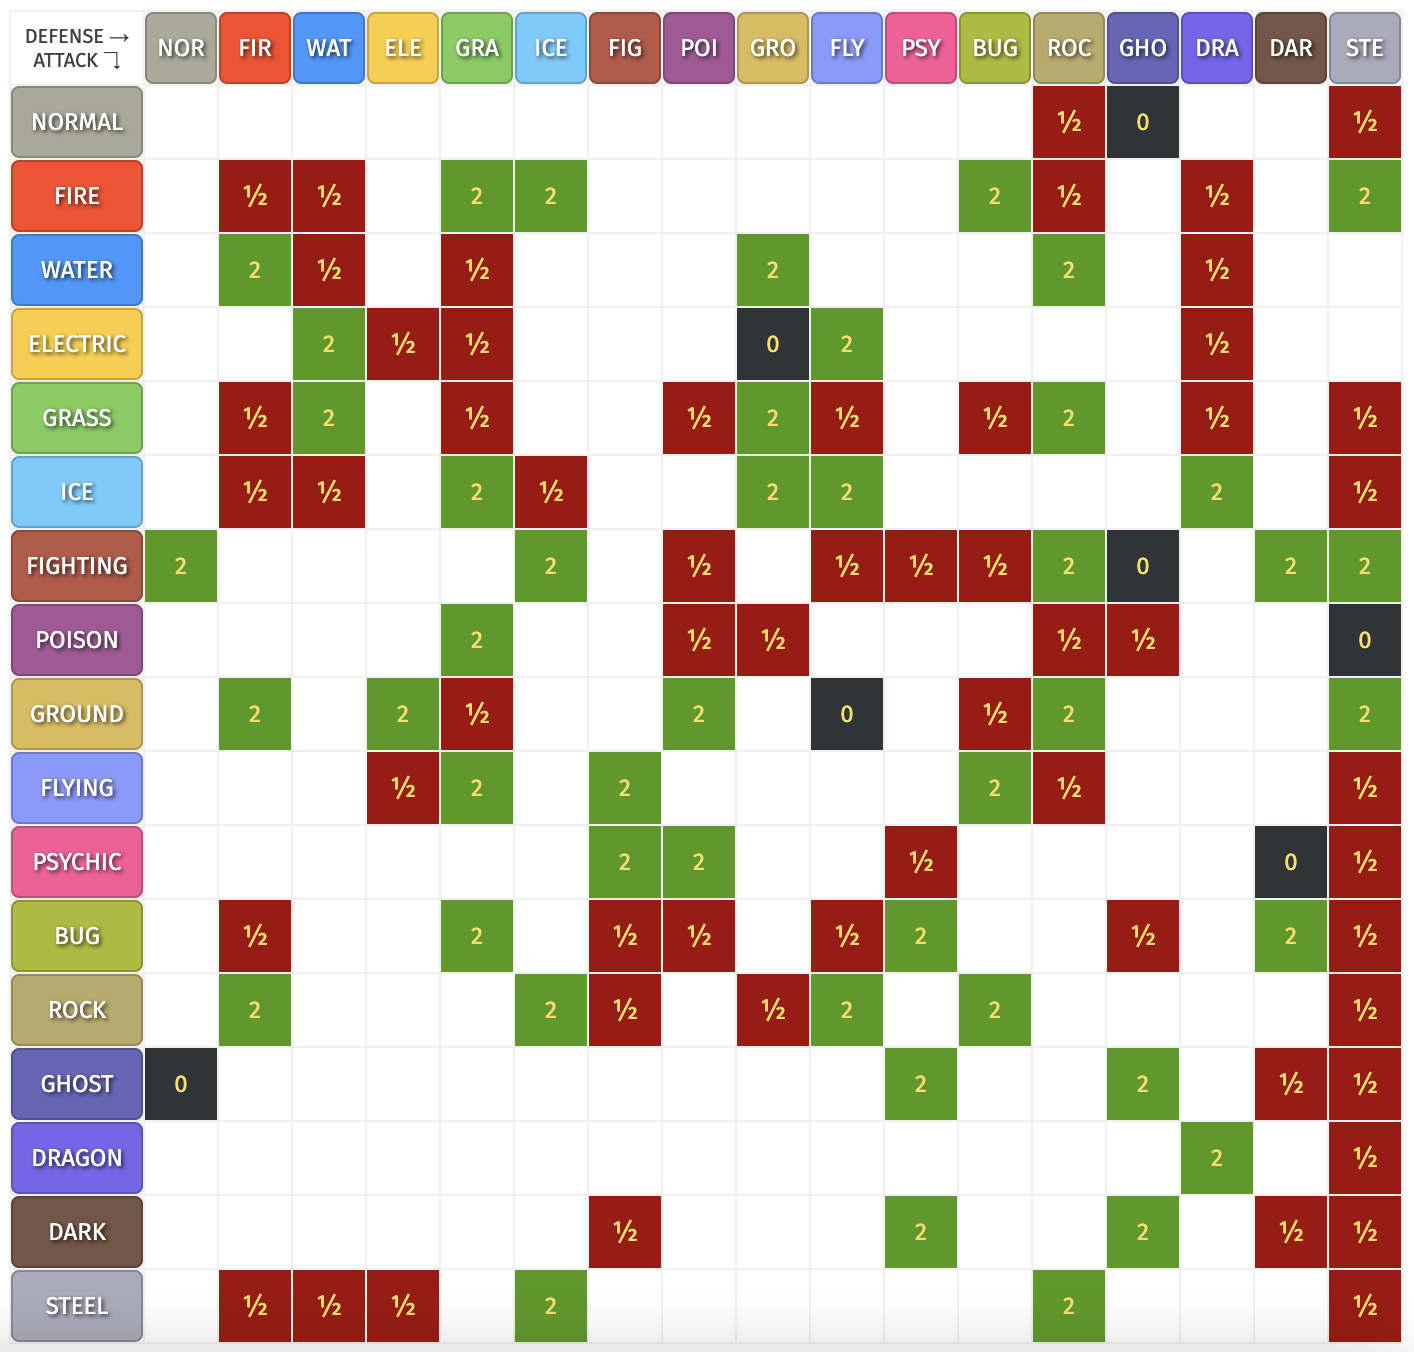 DEFENSE → NOR FIR WAT ELE GRA ICE FIG POI GRO FLY PSY BUG ROC GHO DRA DAR STE
ATTACK ⤵
NORMAL ½ 0 ½
FIRE ½ ½ 2 2 2 ½ ½ 2
WATER 2 ½ ½ 2 2 ½
ELECTRIC 2 ½ ½ 0 2 ½
GRASS ½ 2 ½ ½ 2 ½ ½ 2 ½ ½
ICE ½ ½ 2 ½ 2 2 2 ½
FIGHTING 2 2 ½ ½ ½ ½ 2 0 2 2
POISON 2 ½ ½ ½ ½ 0
GROUND 2 2 ½ 2 0 ½ 2 2
FLYING ½ 2 2 2 ½ ½
PSYCHIC 2 2 ½ 0 ½
BUG ½ 2 ½ ½ ½ 2 ½ 2 ½
ROCK 2 2 ½ ½ 2 2 ½
GHOST 0 2 2 ½ ½
DRAGON 2 ½
DARK ½ 2 2 ½ ½
STEEL ½ ½ ½ 2 2 ½